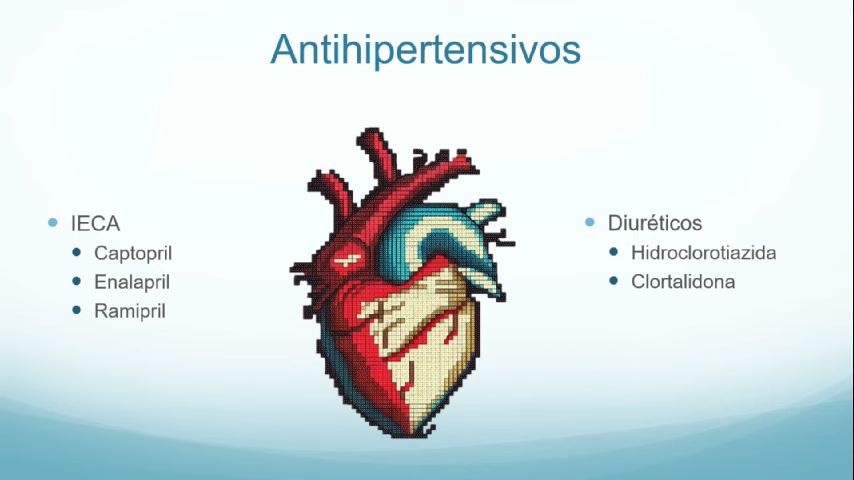 Antihipertensivos
IECA
Captopril
Enalapril
Ramipril
Diuréticos
Hidroclorotiazida
Clortalidona